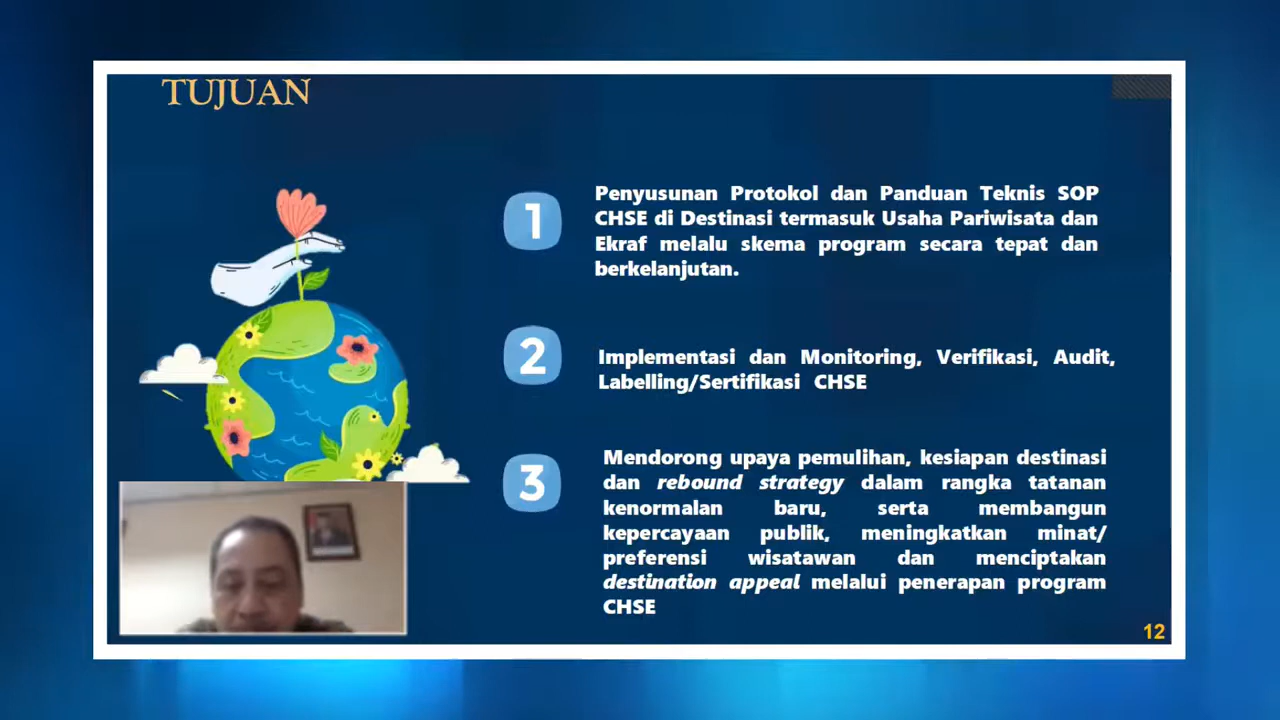 TUJUAN
1
Penyusunan Protokol dan Panduan Teknis SOP
CHSE di Destinasi termasuk Usaha Pariwisata dan
Ekraf melalu skema program secara tepat dan
berkelanjutan.
2
Implementasi dan Monitoring, Verifikasi, Audit,
Labelling/Sertifikasi CHSE
3
Mendorong upaya pemulihan, kesiapan destinasi
dan rebound strategy dalam rangka tatanan
kenormalan baru, serta membangun
kepercayaan publik, meningkatkan minat/
preferensi wisatawan dan menciptakan
destination appeal melalui penerapan program
CHSE
12